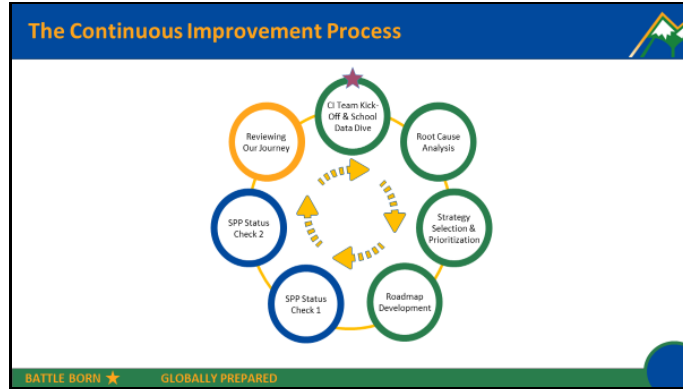 The Continuous Improvement Process
CI Team Kick-
Off & School
Data Dive
Root Cause
Analysis
Strategy
Selection &
Prioritization
Roadmap
Development
SPP Status
Check 1
SPP Status
Check 2
Reviewing
Our Journey
BATTLE BORN GLOBALLY PREPARED